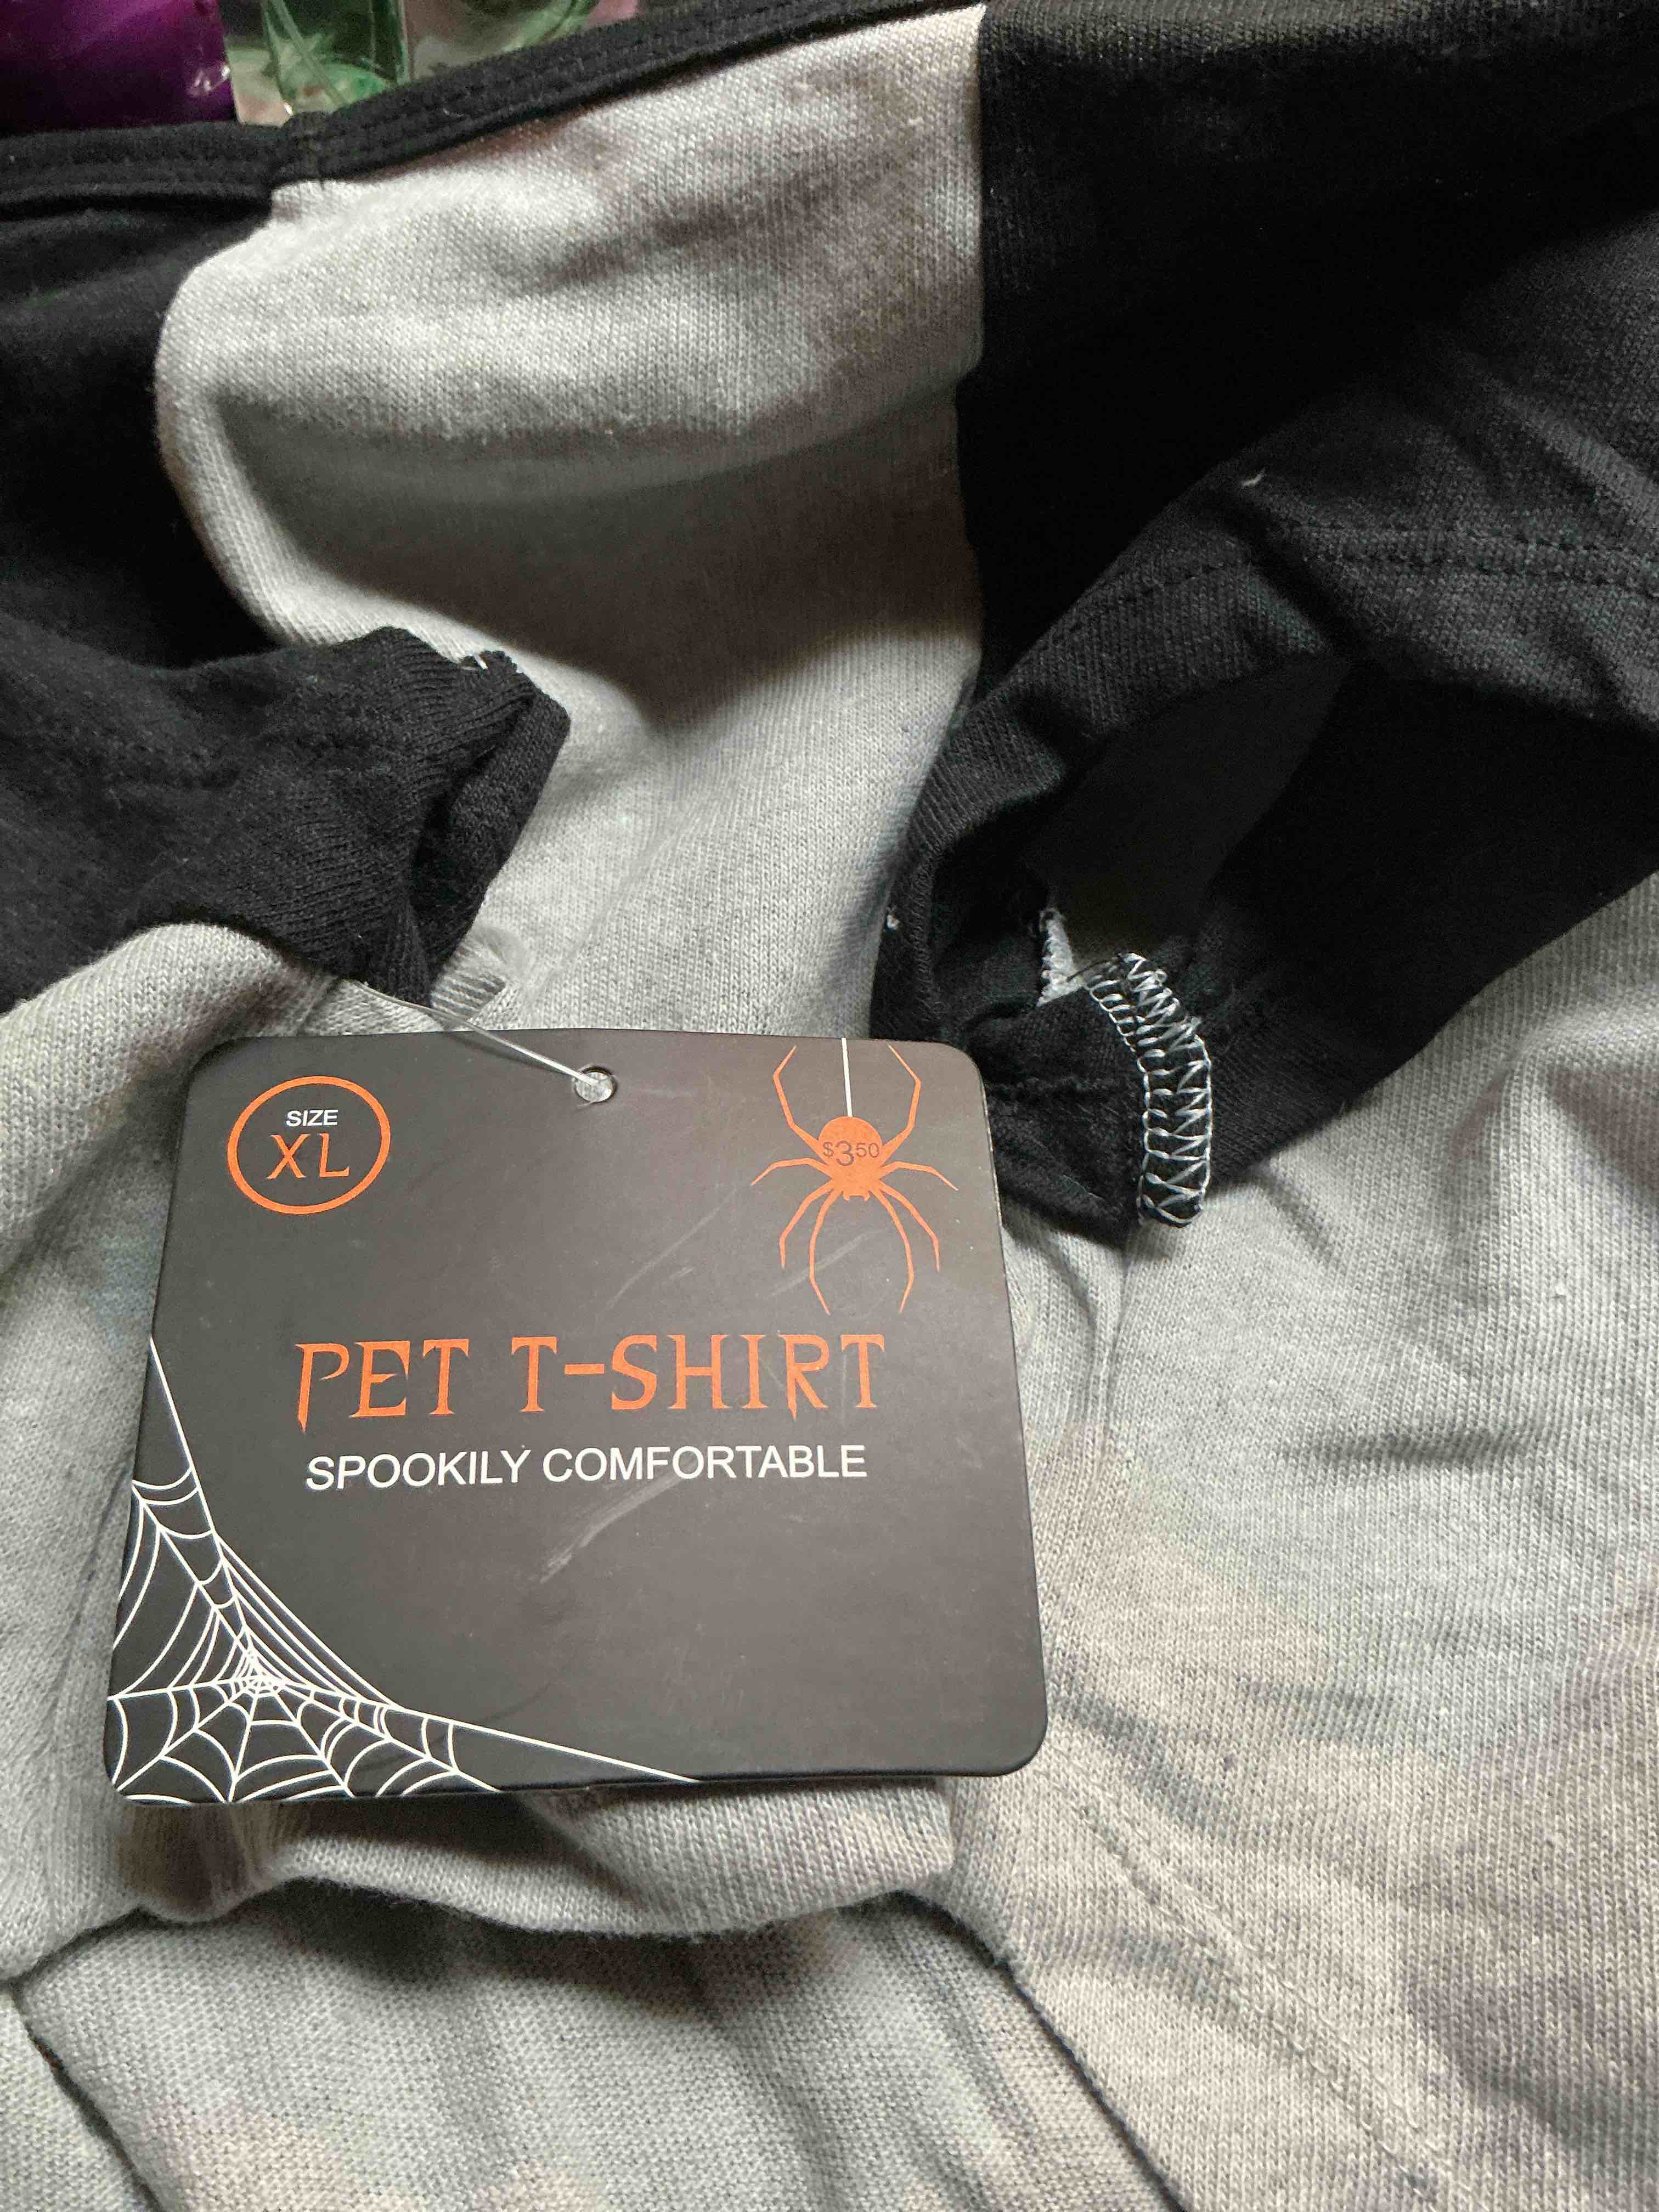 SIZE
XL
$3.50
PET T-SHIRT
SPOOKILY COMFORTABLE